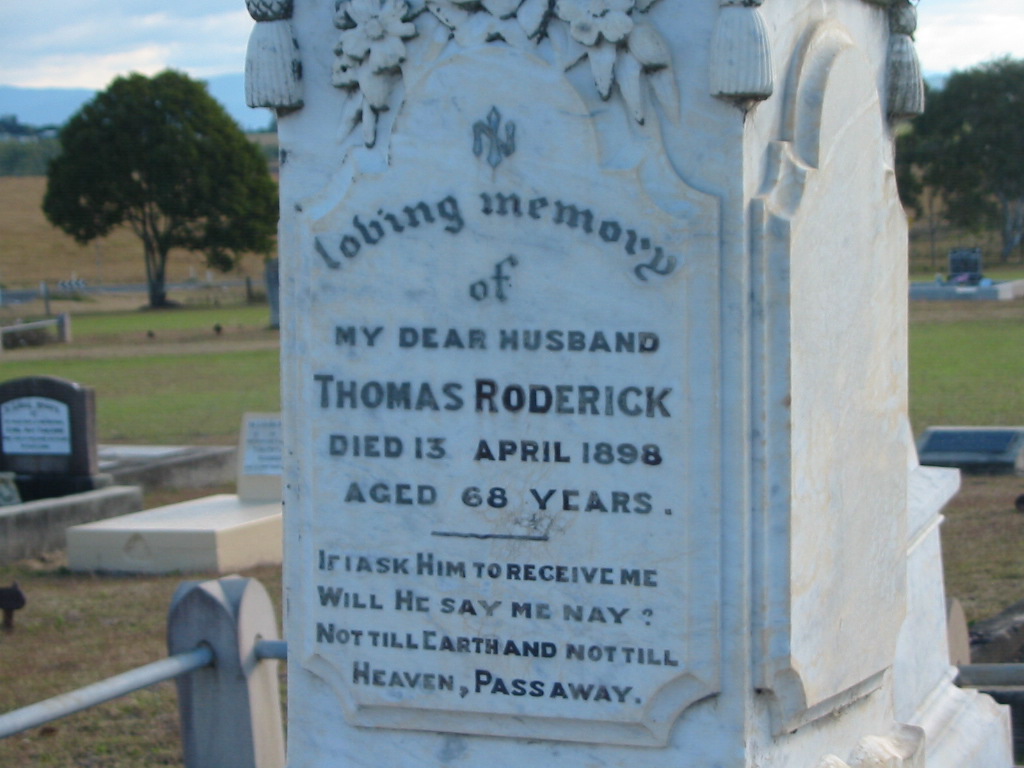 IN
loving memory
of
MY DEAR HUSBAND
THOMAS RODERICK
DIED 13 APRIL 1898
AGED 68 YEARS.
IF I ASK HIM TO RECEIVE ME
WILL HE SAY ME NAY?
NOT TILL EARTH AND NOT TILL
HEAVEN, PASS AWAY.